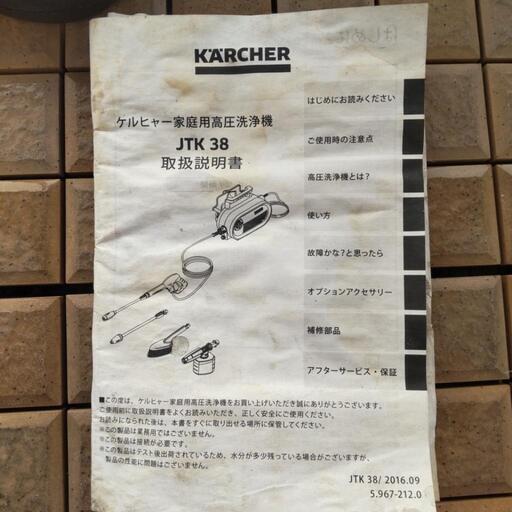 KÄRCHER
ケルヒャー家庭用高圧洗浄機
JTK 38
取扱説明書
はじめにお読みください
ご使用時の注意点
高圧洗浄機とは?
使い方
故障かな?と思ったら
オプションアクセサリー
補修部品
アフターサービス・保証
■この度は、ケルヒャー家庭用高圧洗浄機をお買い上げいただき誠にありがとうございます。
ご使用前に取扱説明書をよくお読みいただき、正しく安全にご使用ください。
お読みになられた後は、本書をすぐに取り出せる場所に保管してください。
※この製品は業務用ではございません。
※この製品は接続が必要です。
※この製品はテスト後出荷されているため、水分が多少残っている場合がございますが、
製品の性能に問題はございません。
JTK 38/ 2016.09
5.967-212.0